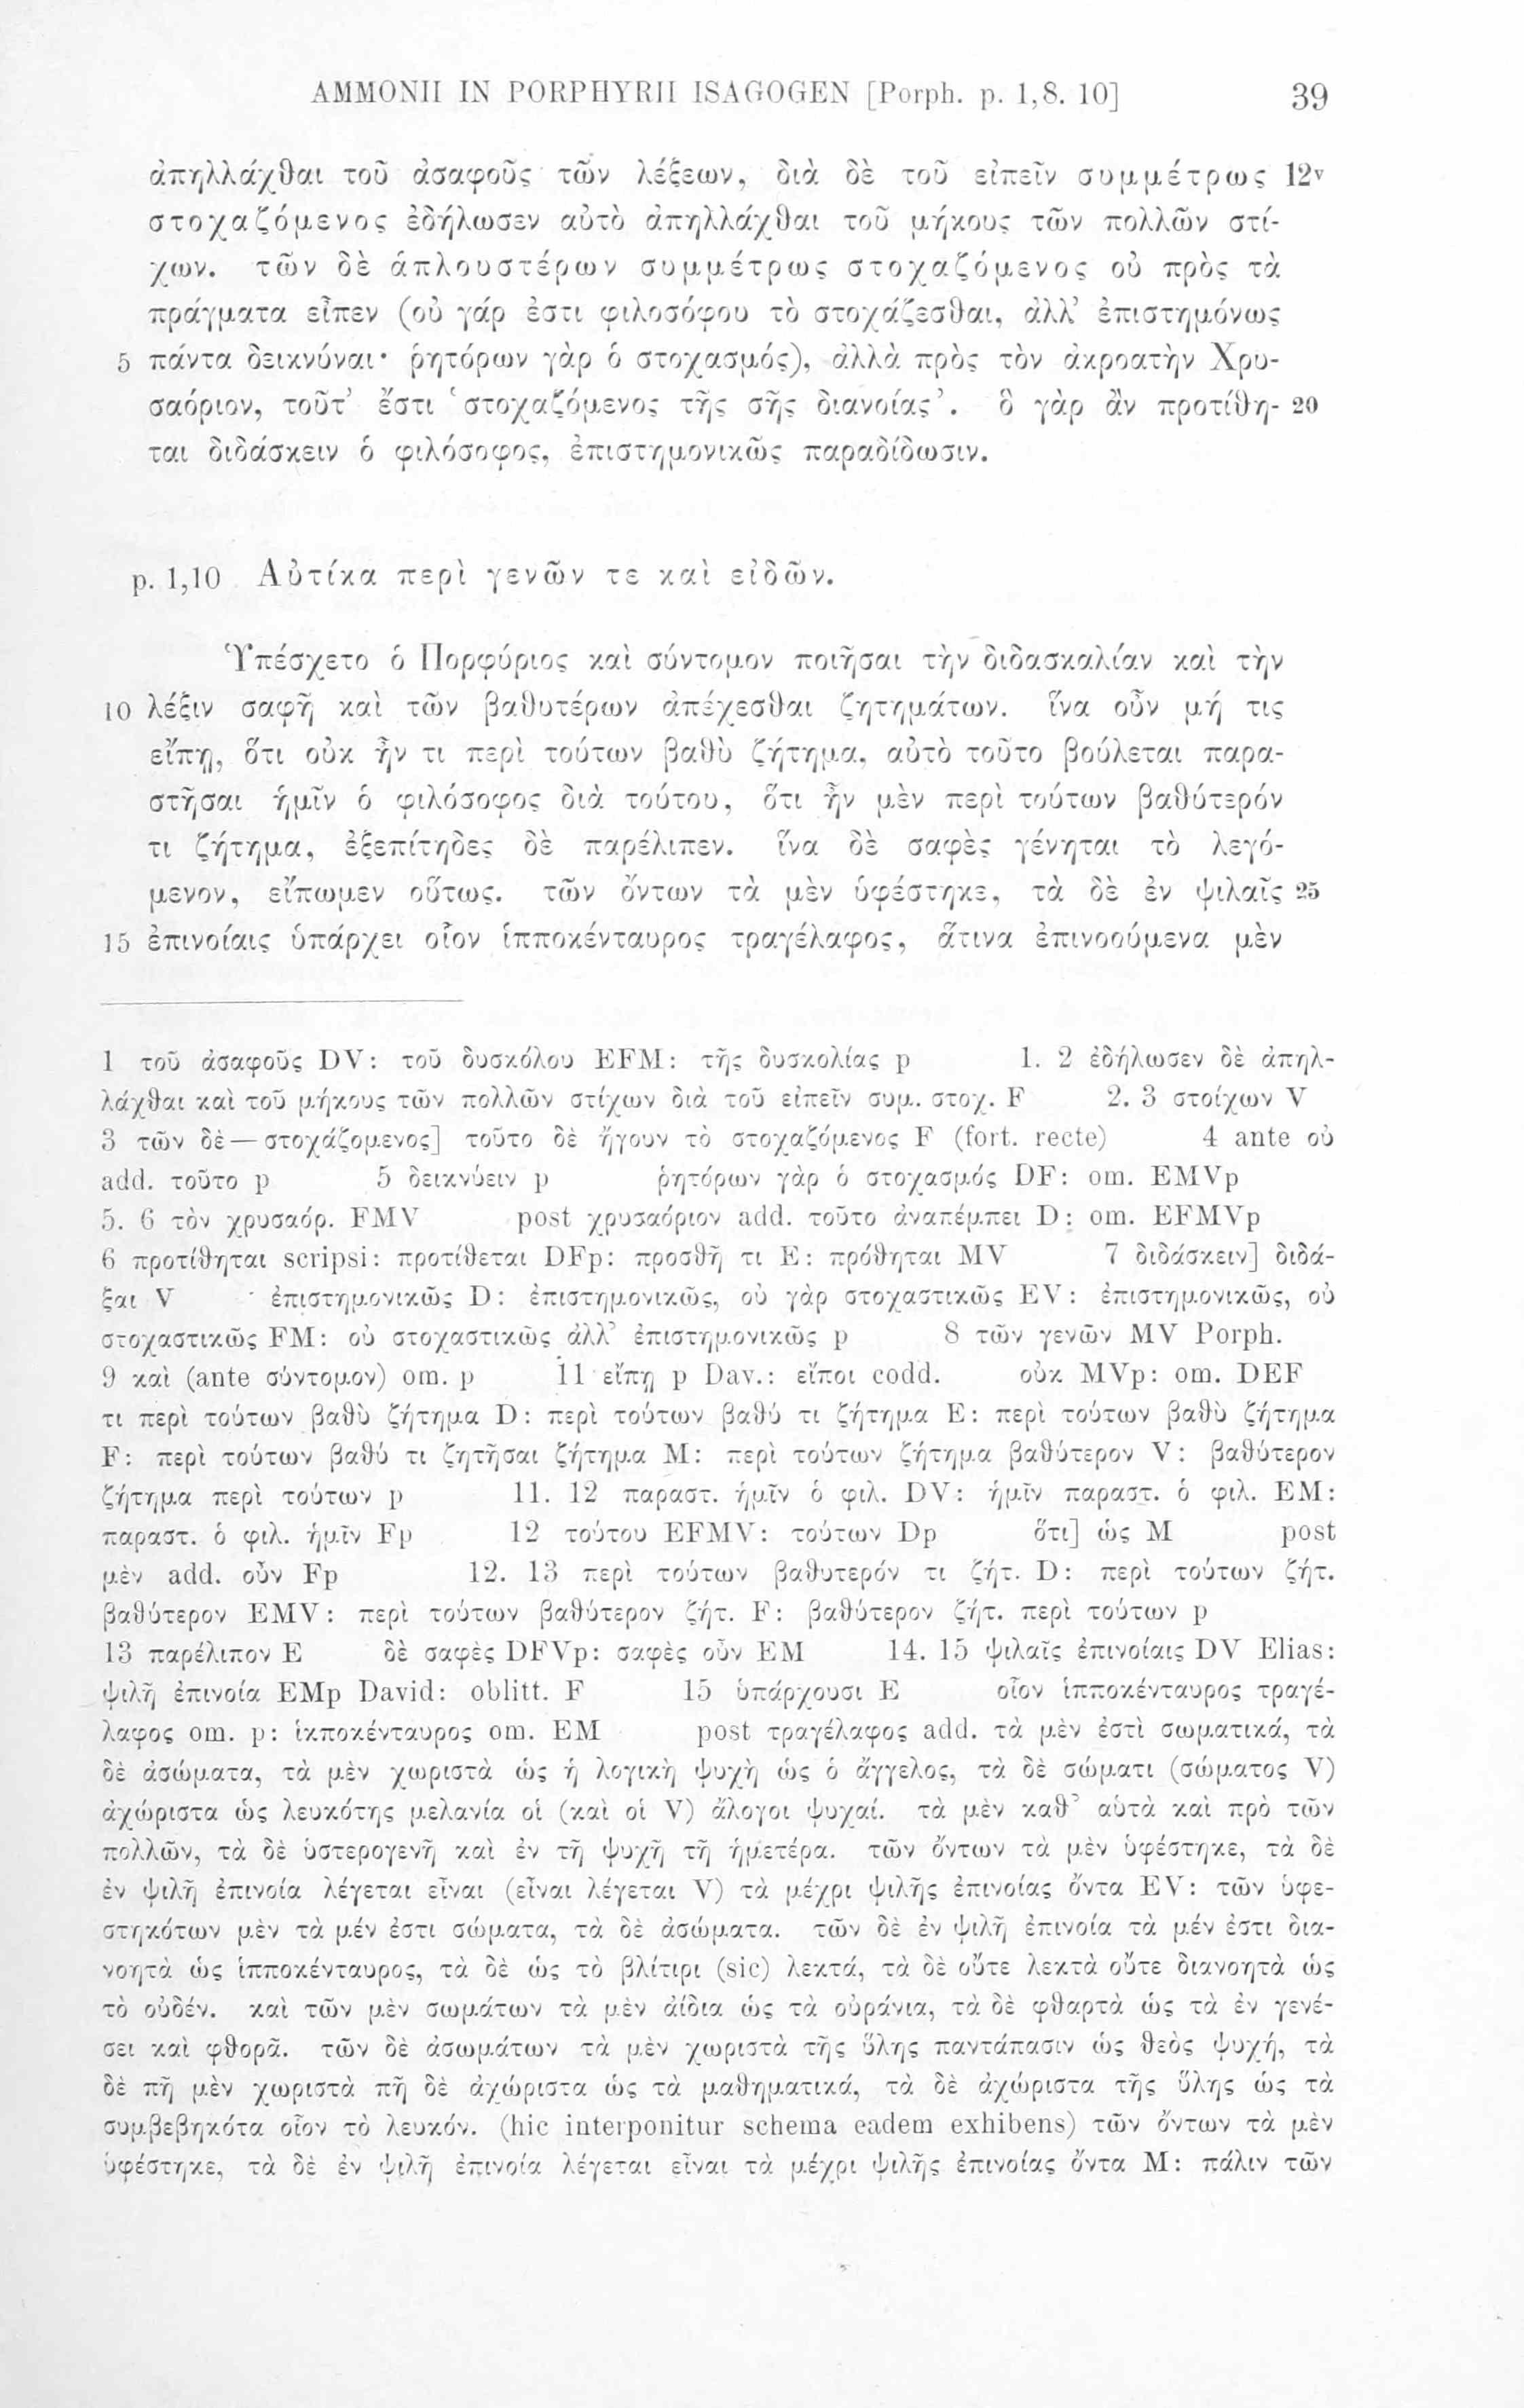 AMMONII IN PORPHYRII ISAGOGEN [Porph. p. 1,8. 10] 39
ἀπηλλάχθαι τοῦ ἀσαφοῦς τῶν λέξεων, διὰ δὲ τοῦ εἰπεῖν συμμέτρως 12v
στοχαζόμενος ἐδήλωσεν αὐτὸ ἀπηλλάχθαι τοῦ μήκους τῶν πολλῶν στί-
χων. τῶν δὲ ἁπλουστέρων συμμέτρως στοχαζόμενος οὐ πρὸς τὰ
πράγματα εἶπεν (οὐ γάρ ἐστι φιλοσόφου τὸ στοχάζεσθαι, ἀλλ’ ἐπιστημόνως
5 πάντα δεικνύναι· ῥητόρων γὰρ ὁ στοχασμός), ἀλλὰ πρὸς τὸν ἀκροατὴν Χρυ-
σαόριον, τοῦτ’ ἔστι ‘στοχαζόμενος τῆς σῆς διανοίας’. ὃ γὰρ ἂν προτίθη- 20
ται διδάσκειν ὁ φιλόσοφος, ἐπιστημονικῶς παραδίδωσιν.
p. 1,10 Αὐτίκα περὶ γενῶν τε καὶ εἰδῶν.
Ὑπέσχετο ὁ Πορφύριος καὶ σύντομον ποιῆσαι τὴν διδασκαλίαν καὶ τὴν
10 λέξιν σαφῆ καὶ τῶν βαθυτέρων ἀπέχεσθαι ζητημάτων. ἵνα οὖν μή τις
εἴπῃ, ὅτι οὐκ ἦν τι περὶ τούτων βαθὺ ζήτημα, αὐτὸ τοῦτο βούλεται παρα-
στῆσαι ἡμῖν ὁ φιλόσοφος διὰ τούτου, ὅτι ἦν μὲν περὶ τούτων βαθύτερόν
τι ζήτημα, ἐξεπίτηδες δὲ παρέλιπεν. ἵνα δὲ σαφὲς γένηται τὸ λεγό-
μενον, εἴπωμεν οὕτως. τῶν ὄντων τὰ μὲν ὑφέστηκε, τὰ δὲ ἐν ψιλαῖς 25
15 ἐπινοίαις ὑπάρχει οἷον ἱπποκένταυρος τραγέλαφος, ἅτινα ἐπινοούμενα μὲν
1 τοῦ ἀσαφοῦς DV: τοῦ δυσκόλου EFM: τῆς δυσκολίας p 1. 2 ἐδήλωσεν δὲ ἀπηλ-
λάχθαι καὶ τοῦ μήκους τῶν πολλῶν στίχων διὰ τοῦ εἰπεῖν συμ. στοχ. F 2. 3 στοίχων V
3 τῶν δὲ — στοχάζομενος] τοῦτο δὲ ἤγουν τὸ στοχαζόμενος F (fort. recte) 4 ante οὐ
add. τοῦτο p 5 δεικνύειν p ῥητόρων γὰρ ὁ στοχασμός DF: om. EMVp
5. 6 τὸν χρυσαόρ. FMV post χρυσαόριον add. τοῦτο ἀναπέμπει D: om. EFMVp
6 προτίθηται scripsi: προτίθεται DFp: προσθῆ τι E: πρόθηται MV 7 διδάσκειν] διδά-
ξαι V ἐπιστημονικῶς D: ἐπιστημονικῶς, οὐ γὰρ στοχαστικῶς EV: ἐπιστημονικῶς, οὐ
στοχαστικῶς FM: οὐ στοχαστικῶς ἀλλ’ ἐπιστημονικῶς p 8 τῶν γενῶν MV Porph.
9 καὶ (ante σύντομον) om. p 11 εἴπῃ p Dav.: εἴποι codd. οὐκ MVp: om. DEF
τι περὶ τούτων βαθὺ ζήτημα D: περὶ τούτων βαθύ τι ζήτημα E: περὶ τούτων βαθὺ ζήτημα
F: περὶ τούτων βαθύ τι ζητῆσαι ζήτημα M: περὶ τούτων ζήτημα βαθύτερον V: βαθύτερον
ζήτημα περὶ τούτων p 11. 12 παραστ. ἡμῖν ὁ φιλ. DV: ἡμῖν παραστ. ὁ φιλ. EM:
παραστ. ὁ φιλ. ἡμῖν Fp 12 τούτου EFMV: τούτων Dp ὅτι] ὡς M post
μὲν add. οὖν Fp 12. 13 περὶ τούτων βαθυτερόν τι ζήτ. D: περὶ τούτων ζήτ.
βαθύτερον EMV: περὶ τούτων βαθύτερον ζήτ. F: βαθύτερον ζήτ. περὶ τούτων p
13 παρέλιπον E δὲ σαφὲς DFVp: σαφὲς οὖν EM 14. 15 ψιλαῖς ἐπινοίαις DV Elias:
ψιλῆ ἐπινοία EMp David: oblitt. F 15 ὑπάρχουσι E οἷον ἱπποκένταυρος τραγέ-
λαφος om. p: ἱκποκένταυρος om. EM post τραγέλαφος add. τὰ μὲν ἐστὶ σωματικά, τὰ
δὲ ἀσώματα, τὰ μὲν χωριστὰ ὡς ἡ λογικὴ ψυχὴ ὡς ὁ ἄγγελος, τὰ δὲ σώματι (σώματος V)
ἀχώριστα ὡς λευκότης μελανία οἱ (καὶ οἱ V) ἄλογοι ψυχαί. τὰ μὲν καθ’ αὑτὰ καὶ πρὸ τῶν
πολλῶν, τὰ δὲ ὑστερογενῆ καὶ ἐν τῆ ψυχῆ τῆ ἡμετέρα. τῶν ὄντων τὰ μὲν ὑφέστηκε, τὰ δὲ
ἐν ψιλῆ ἐπινοία λέγεται εἶναι (εἶναι λέγεται V) τὰ μέχρι ψιλῆς ἐπινοίας ὄντα EV: τῶν ὑφε-
στηκότων μὲν τὰ μέν ἐστι σώματα, τὰ δὲ ἀσώματα. τῶν δὲ ἐν ψιλῆ ἐπινοία τὰ μέν ἐστι δια-
νοητὰ ὡς ἱπποκένταυρος, τὰ δὲ ὡς τὸ βλίτιρι (sic) λεκτά, τὰ δὲ οὔτε λεκτὰ οὔτε διανοητὰ ὡς
τὸ οὐδέν. καὶ τῶν μὲν σωμάτων τὰ μὲν ἀίδια ὡς τὰ οὐράνια, τὰ δὲ φθαρτὰ ὡς τὰ ἐν γενέ-
σει καὶ φθορᾶ. τῶν δὲ ἀσωμάτων τὰ μὲν χωριστὰ τῆς ὕλης παντάπασιν ὡς θεὸς ψυχή, τὰ
δὲ πῆ μὲν χωριστὰ πῆ δὲ ἀχώριστα ὡς τὰ μαθηματικά, τὰ δὲ ἀχώριστα τῆς ὕλης ὡς τὰ
συμβεβηκότα οἷον τὸ λευκόν. (hic interponitur schema eadem exhibens) τῶν ὄντων τὰ μὲν
ὑφέστηκε, τὰ δὲ ἐν ψιλῆ ἐπινοία λέγεται εἶναι τὰ μέχρι ψιλῆς ἐπινοίας ὄντα M: πάλιν τῶν